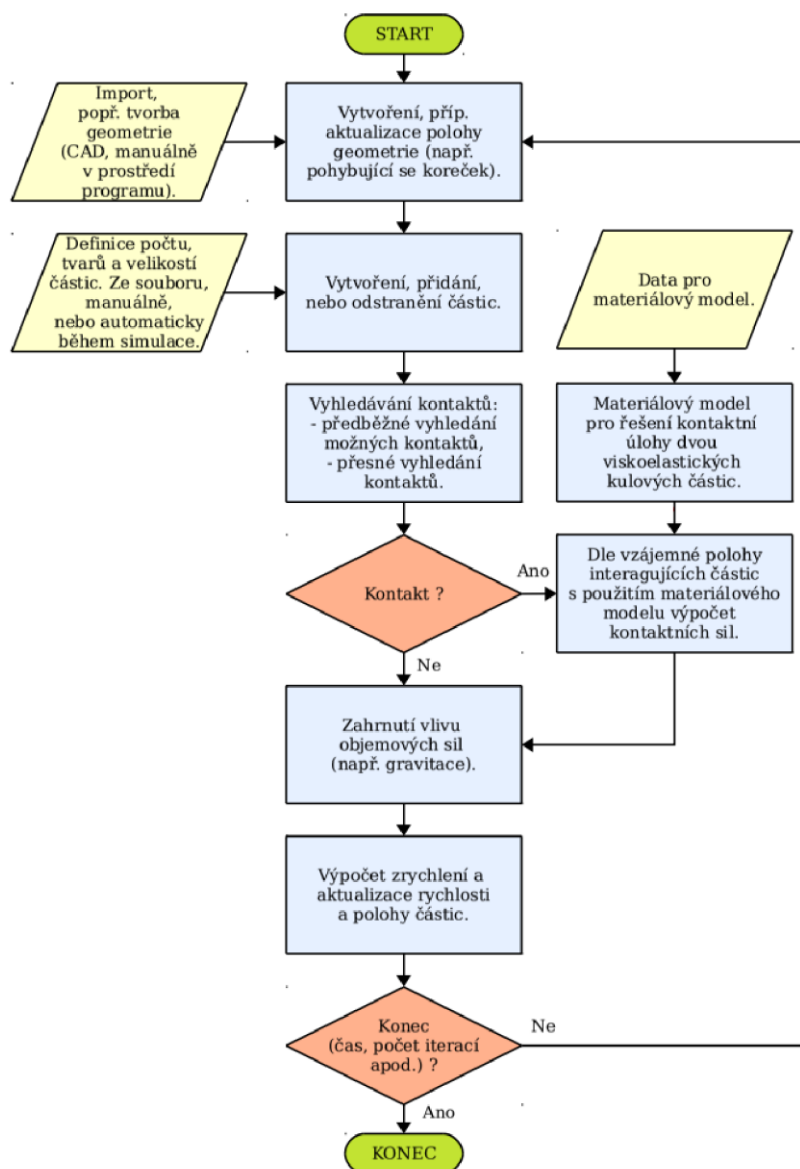 START
Import,
popř. tvorba
geometrie
(CAD, manuálně
v prostředí
programu).
Vytvoření, příp.
aktualizace polohy
geometrie (např.
pohybující se koreček).
Definice počtu,
tvarů a velikostí
částic. Ze souboru,
manuálně,
nebo automaticky
během simulace.
Vytvoření, přidání,
nebo odstranění částic.
Data pro
materiálový model.
Vyhledávání kontaktů:
- předběžné vyhledání
možných kontaktů,
- přesné vyhledání
kontaktů.
Materiálový model
pro řešení kontaktní
úlohy dvou
viskoelastických
kulových částic.
Kontakt ?
Ano
Dle vzájemné polohy
interagujících částic
s použitím materiálového
modelu výpočet
kontaktních sil.
Ne
Zahrnutí vlivu
objemových sil
(např. gravitace).
Výpočet zrychlení a
aktualizace rychlosti
a polohy částic.
Konec
(čas, počet iterací
apod.) ?
Ne
Ano
KONEC